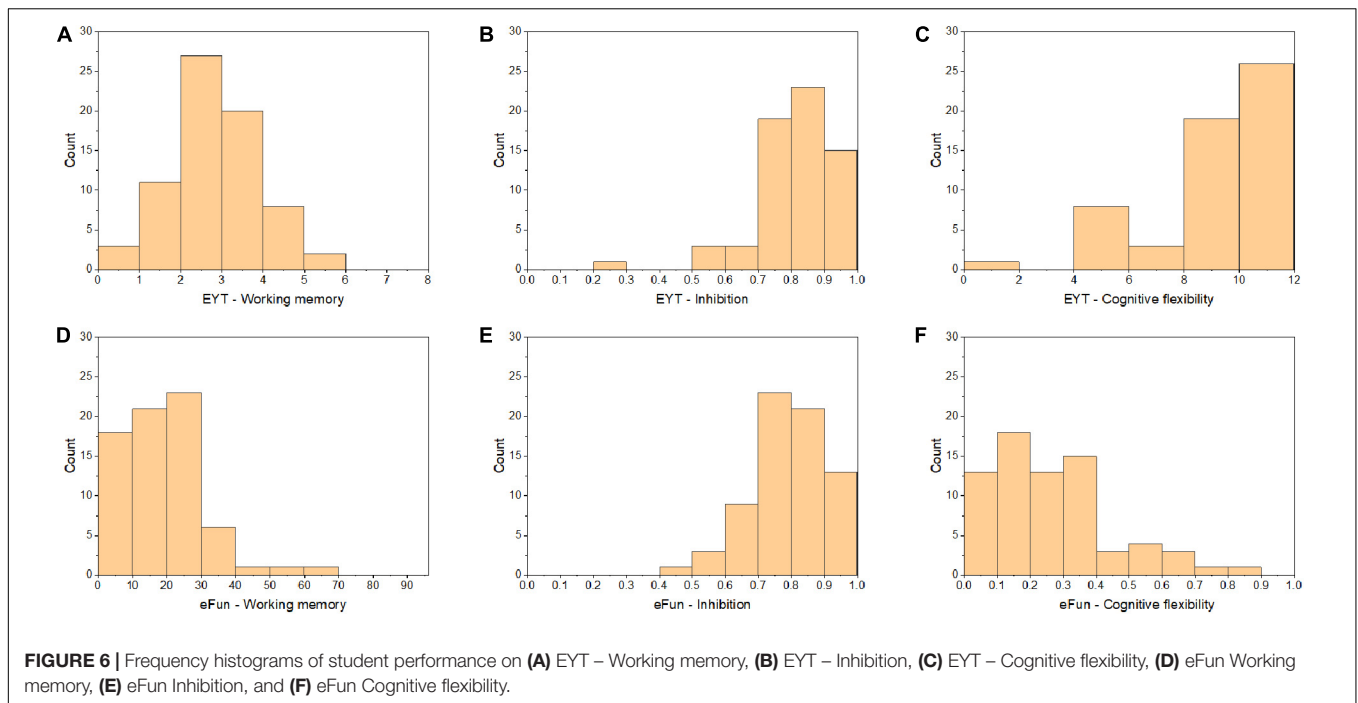 A
30
25
20
15
10
5
0
Count
0 1 2 3 4 5 6 7 8
EYT - Working memory
B
30
25
20
15
10
5
0
Count
0.0 0.1 0.2 0.3 0.4 0.5 0.6 0.7 0.8 0.9 1.0
EYT - Inhibition
C
30
25
20
15
10
5
0
Count
0 2 4 6 8 10 12
EYT - Cognitive flexibility
D
30
25
20
15
10
5
0
Count
0 10 20 30 40 50 60 70 80 90
eFun - Working memory
E
30
25
20
15
10
5
0
Count
0.0 0.1 0.2 0.3 0.4 0.5 0.6 0.7 0.8 0.9 1.0
eFun - Inhibition
F
30
25
20
15
10
5
0
Count
0.0 0.1 0.2 0.3 0.4 0.5 0.6 0.7 0.8 0.9 1.0
eFun - Cognitive flexibility
FIGURE 6 | Frequency histograms of student performance on (A) EYT – Working memory, (B) EYT – Inhibition, (C) EYT – Cognitive flexibility, (D) eFun Working
memory, (E) eFun Inhibition, and (F) eFun Cognitive flexibility.